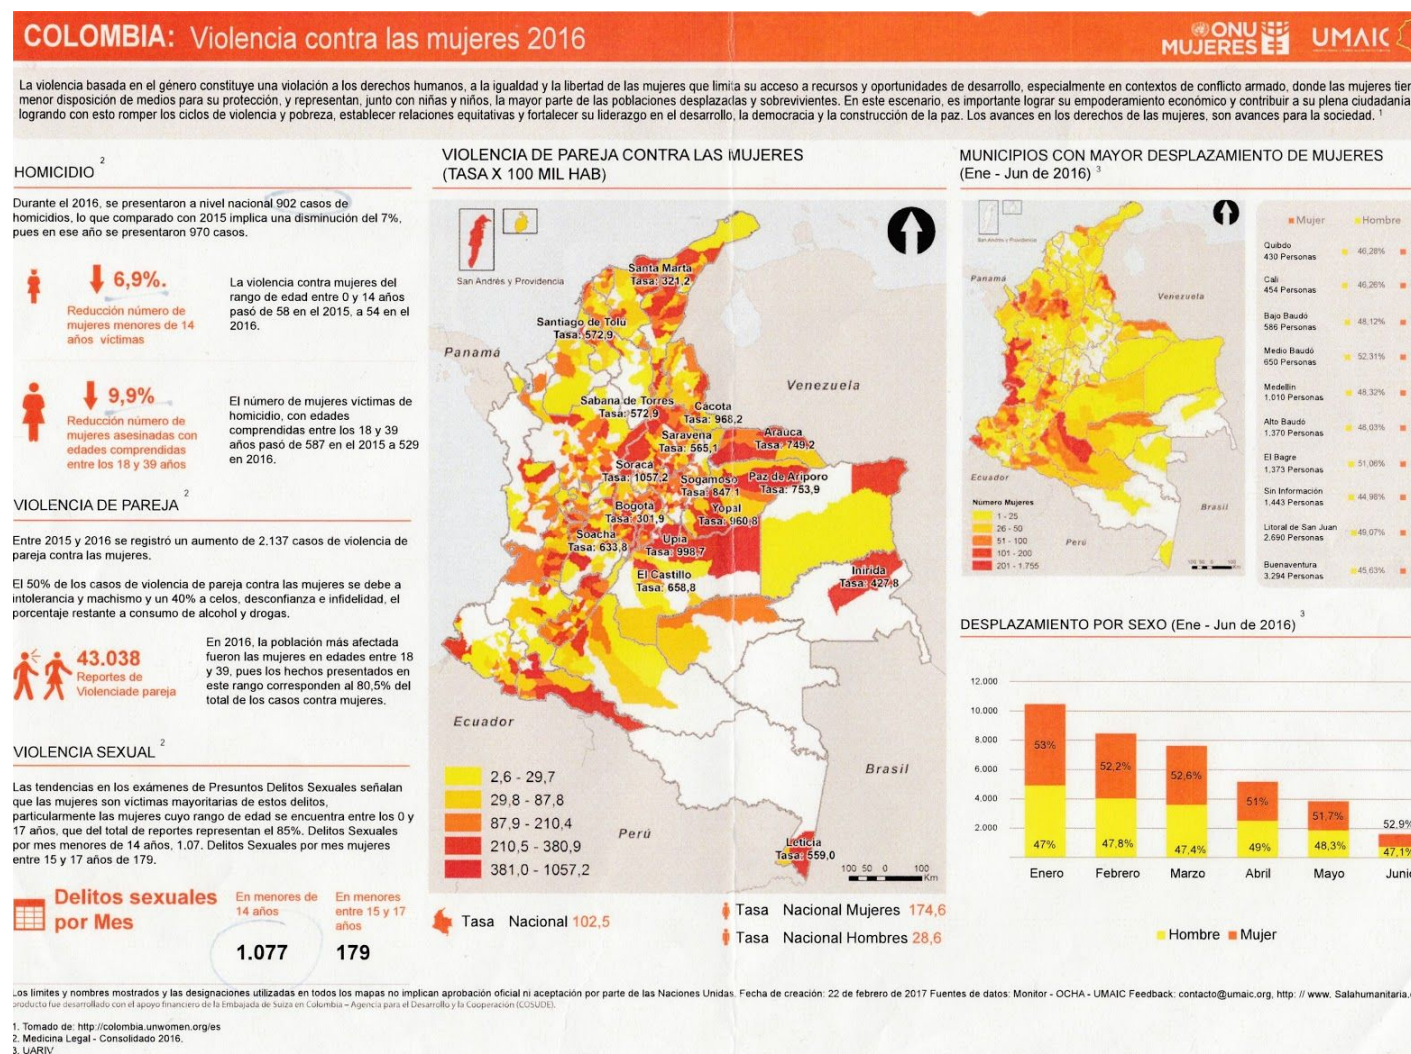 COLOMBIA: Violencia contra las mujeres 2016
ONU
MUJERES
UMAIC
La violencia basada en el género constituye una violación a los derechos humanos, a la igualdad y la libertad de las mujeres que limita su acceso a recursos y oportunidades de desarrollo, especialmente en contextos de conflicto armado, donde las mujeres tien
menor disposición de medios para su protección, y representan, junto con niñas y niños, la mayor parte de las poblaciones desplazadas y sobrevivientes. En este escenario, es importante lograr su empoderamiento económico y contribuir a su plena ciudadanía
logrando con esto romper los ciclos de violencia y pobreza, establecer relaciones equitativas y fortalecer su liderazgo en el desarrollo, la democracia y la construcción de la paz. Los avances en los derechos de las mujeres, son avances para la sociedad. 1
HOMICIDIO 2
Durante el 2016, se presentaron a nivel nacional 902 casos de
homicidios, lo que comparado con 2015 implica una disminución del 7%,
pues en ese año se presentaron 970 casos.
6,9%.
Reducción número de
mujeres menores de 14
años víctimas
La violencia contra mujeres del
rango de edad entre 0 y 14 años
pasó de 58 en el 2015, a 54 en el
2016.
9,9%
Reducción número de
mujeres asesinadas con
edades comprendidas
entre los 18 y 39 años
El número de mujeres víctimas de
homicidio, con edades
comprendidas entre los 18 y 39
años pasó de 587 en el 2015 a 529
en 2016.
VIOLENCIA DE PAREJA 2
Entre 2015 y 2016 se registró un aumento de 2.137 casos de violencia de
pareja contra las mujeres.
El 50% de los casos de violencia de pareja contra las mujeres se debe a
intolerancia y machismo y un 40% a celos, desconfianza e infidelidad, el
porcentaje restante a consumo de alcohol y drogas.
43.038
Reportes de
Violenciade pareja
En 2016, la población más afectada
fueron las mujeres en edades entre 18
y 39, pues los hechos presentados en
este rango corresponden al 80,5% del
total de los casos contra mujeres.
VIOLENCIA SEXUAL 2
Las tendencias en los exámenes de Presuntos Delitos Sexuales señalan
que las mujeres son víctimas mayoritarias de estos delitos,
particularmente las mujeres cuyo rango de edad se encuentra entre los 0 y
17 años, que del total de reportes representan el 85%. Delitos Sexuales
por mes menores de 14 años, 1.07. Delitos Sexuales por mes mujeres
entre 15 y 17 años de 179.
Delitos sexuales
por Mes
En menores de
14 años
1.077
En menores
entre 15 y 17
años
179
VIOLENCIA DE PAREJA CONTRA LAS MUJERES
(TASA X 100 MIL HAB)
San Andrés y Providencia
Santa Marta
Tasa: 321,2
Santiago de Tolú
Tasa: 572,9
Panamá
Venezuela
Sabana de Torres
Tasa: 572,9
Cácota
Tasa: 968,2
Saravena
Tasa: 565,1
Arauca
Tasa: 749,2
Soraca
Tasa: 1057,2
Sogamoso
Tasa: 847,1
Paz de Ariporo
Tasa: 753,9
Bogotá
Tasa: 301,9
Yopal
Tasa: 960,8
Soacha
Tasa: 633,8
Upia
Tasa: 998,7
El Castillo
Tasa: 658,8
Inírida
Tasa: 427,8
Ecuador
Brasil
Perú
Leticia
Tasa: 559,0
2,6 - 29,7
29,8 - 87,8
87,9 - 210,4
210,5 - 380,9
381,0 - 1057,2
100 50 0 100
Km
Tasa Nacional 102,5
Tasa Nacional Mujeres 174,6
Tasa Nacional Hombres 28,6
MUNICIPIOS CON MAYOR DESPLAZAMIENTO DE MUJERES
(Ene - Jun de 2016) 3
San Andrés y Providencia
Panamá
Venezuela
Ecuador
Brasil
Perú
Número Mujeres
1 - 25
26 - 50
51 - 100
101 - 200
201 - 1.755
Mujer Hombre
Quibdo
430 Personas 46,28%
Cali
454 Personas 46,26%
Bajo Baudó
586 Personas 48,12%
Medio Baudó
650 Personas 52,31%
Medellín
1.010 Personas 48,32%
Alto Baudó
1.370 Personas 48,03%
El Bagre
1.373 Personas 51,06%
Sin Información
1.443 Personas 44,96%
Litoral de San Juan
2.690 Personas 49,07%
Buenaventura
3.294 Personas 45,63%
DESPLAZAMIENTO POR SEXO (Ene - Jun de 2016) 3
12.000
10.000
8.000
6.000
4.000
2.000
53%
52,2%
52,6%
51%
51,7%
52,9%
47%
47,8%
47,4%
49%
48,3%
47,1%
Enero Febrero Marzo Abril Mayo Junio
Hombre Mujer
Los límites y nombres mostrados y las designaciones utilizadas en todos los mapas no implican aprobación oficial ni aceptación por parte de las Naciones Unidas. Fecha de creación: 22 de febrero de 2017 Fuentes de datos: Monitor - OCHA - UMAIC Feedback: contacto@umaic.org, http: // www. Salahumanitaria.
producto fue desarrollado con el apoyo financiero de la Embajada de Suiza en Colombia – Agencia para el Desarrollo y la Cooperación (COSUDE).
1. Tomado de: http://colombia.unwomen.org/es
2. Medicina Legal - Consolidado 2016.
3. UARIV